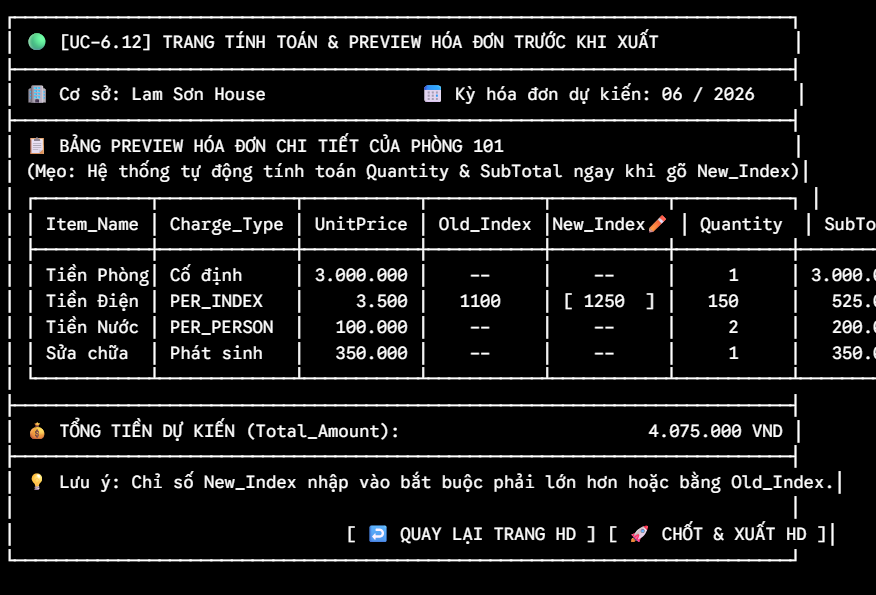 [UC-6.12] TRANG TÍNH TOÁN & PREVIEW HÓA ĐƠN TRƯỚC KHI XUẤT
Cơ sở: Lam Sơn House Kỳ hóa đơn dự kiến: 06 / 2026
BẢNG PREVIEW HÓA ĐƠN CHI TIẾT CỦA PHÒNG 101
(Mẹo: Hệ thống tự động tính toán Quantity & SubTotal ngay khi gõ New_Index)
Item_Name | Charge_Type | UnitPrice | Old_Index | New_Index | Quantity | SubTo
Tiền Phòng | Cố định | 3.000.000 | -- | -- | 1 | 3.000.0
Tiền Điện | PER_INDEX | 3.500 | 1100 | [ 1250 ] | 150 | 525.0
Tiền Nước | PER_PERSON | 100.000 | -- | -- | 2 | 200.0
Sửa chữa | Phát sinh | 350.000 | -- | -- | 1 | 350.0
TỔNG TIỀN DỰ KIẾN (Total_Amount): 4.075.000 VND
Lưu ý: Chỉ số New_Index nhập vào bắt buộc phải lớn hơn hoặc bằng Old_Index.
[ QUAY LẠI TRANG HD ] [ CHỐT & XUẤT HD ]